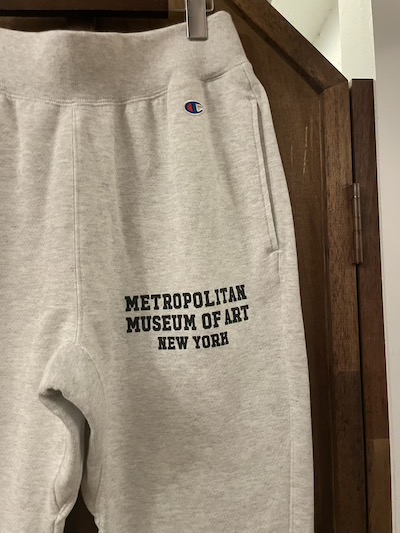 METROPOLITAN
MUSEUM OF ART
NEW YORK